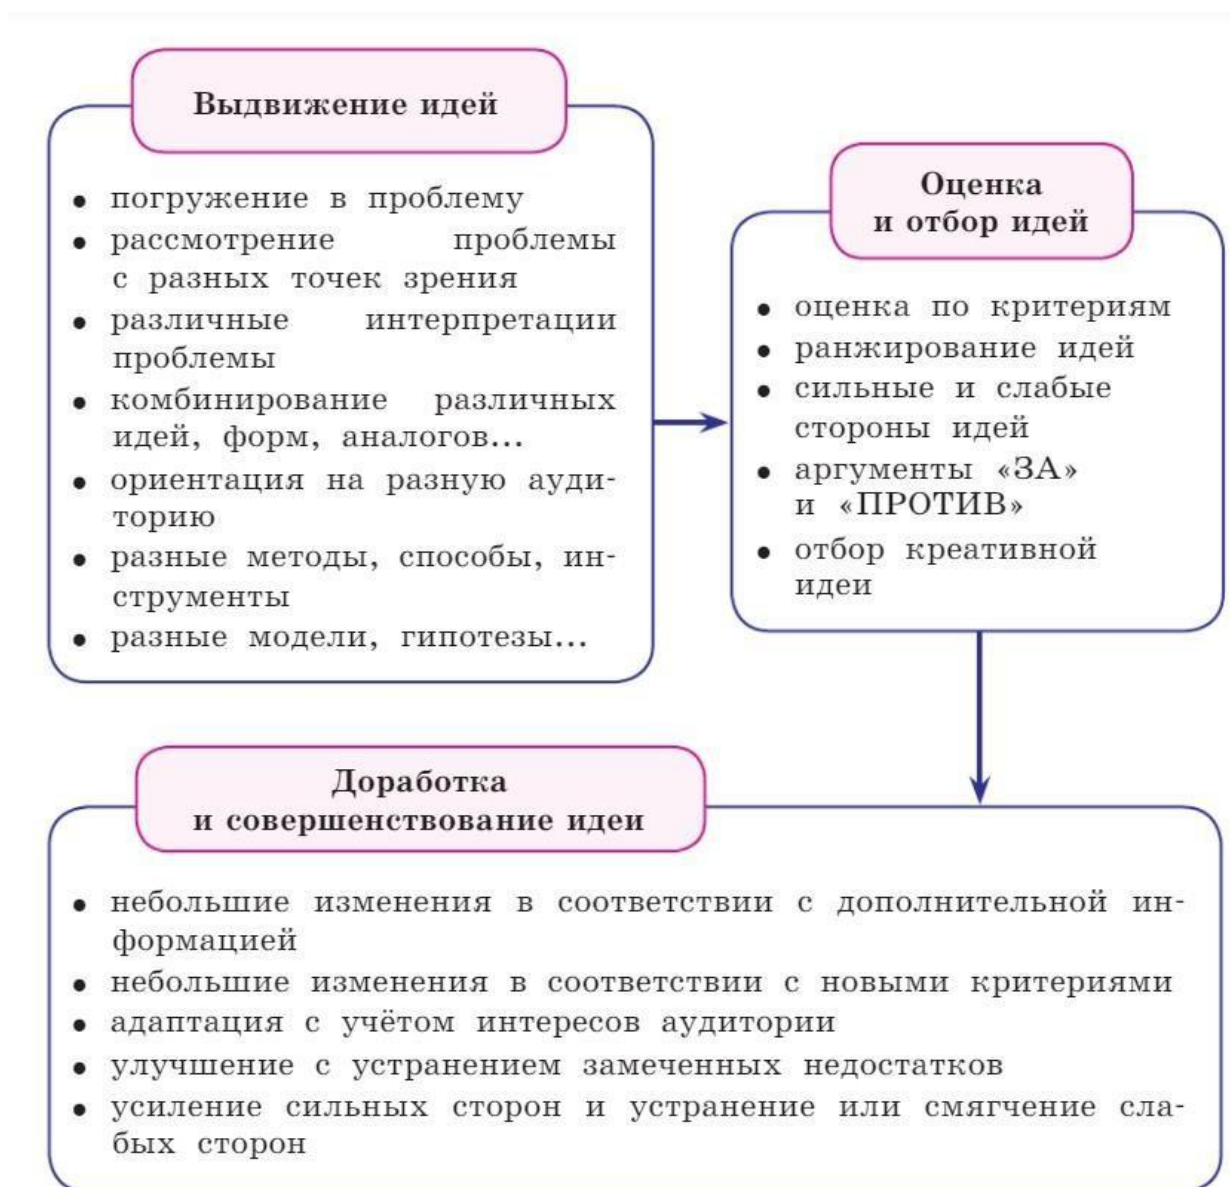 Выдвижение идей
• погружение в проблему
• рассмотрение проблемы
с разных точек зрения
• различные интерпретации
проблемы
• комбинирование различных
идей, форм, аналогов...
• ориентация на разную ауди-
торию
• разные методы, способы, ин-
струменты
• разные модели, гипотезы...
Оценка
и отбор идей
• оценка по критериям
• ранжирование идей
• сильные и слабые
стороны идей
• аргументы «ЗА»
и «ПРОТИВ»
• отбор креативной
идеи
Доработка
и совершенствование идеи
• небольшие изменения в соответствии с дополнительной ин-
формацией
• небольшие изменения в соответствии с новыми критериями
• адаптация с учётом интересов аудитории
• улучшение с устранением замеченных недостатков
• усиление сильных сторон и устранение или смягчение сла-
бых сторон